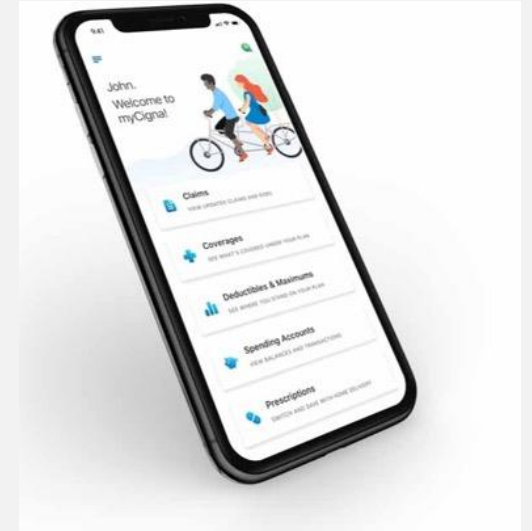 9:41
John.
Welcome to
myCigna!
Claims
VIEW UPDATED CLAIMS AND EOBS
Coverages
SEE WHAT'S COVERED UNDER YOUR PLAN
Deductibles & Maximums
SEE WHERE YOU STAND ON YOUR PLAN
Spending Accounts
VIEW BALANCES AND TRANSACTIONS
Prescriptions
SWITCH AND SAVE WITH HOME DELIVERY